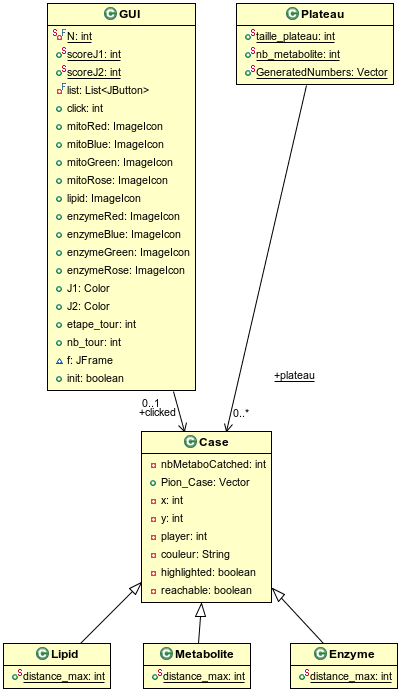 GUI
N: int
scoreJ1: int
scoreJ2: int
list: List<JButton>
click: int
mitoRed: ImageIcon
mitoBlue: ImageIcon
mitoGreen: ImageIcon
mitoRose: ImageIcon
lipid: ImageIcon
enzymeRed: ImageIcon
enzymeBlue: ImageIcon
enzymeGreen: ImageIcon
enzymeRose: ImageIcon
J1: Color
J2: Color
etape_tour: int
nb_tour: int
f: JFrame
init: boolean
Plateau
taille_plateau: int
nb_metabolite: int
GeneratedNumbers: Vector
+plateau
0..1
+clicked
0..*
Case
nbMetaboCatched: int
Pion_Case: Vector
x: int
y: int
player: int
couleur: String
highlighted: boolean
reachable: boolean
Lipid
distance_max: int
Metabolite
distance_max: int
Enzyme
distance_max: int